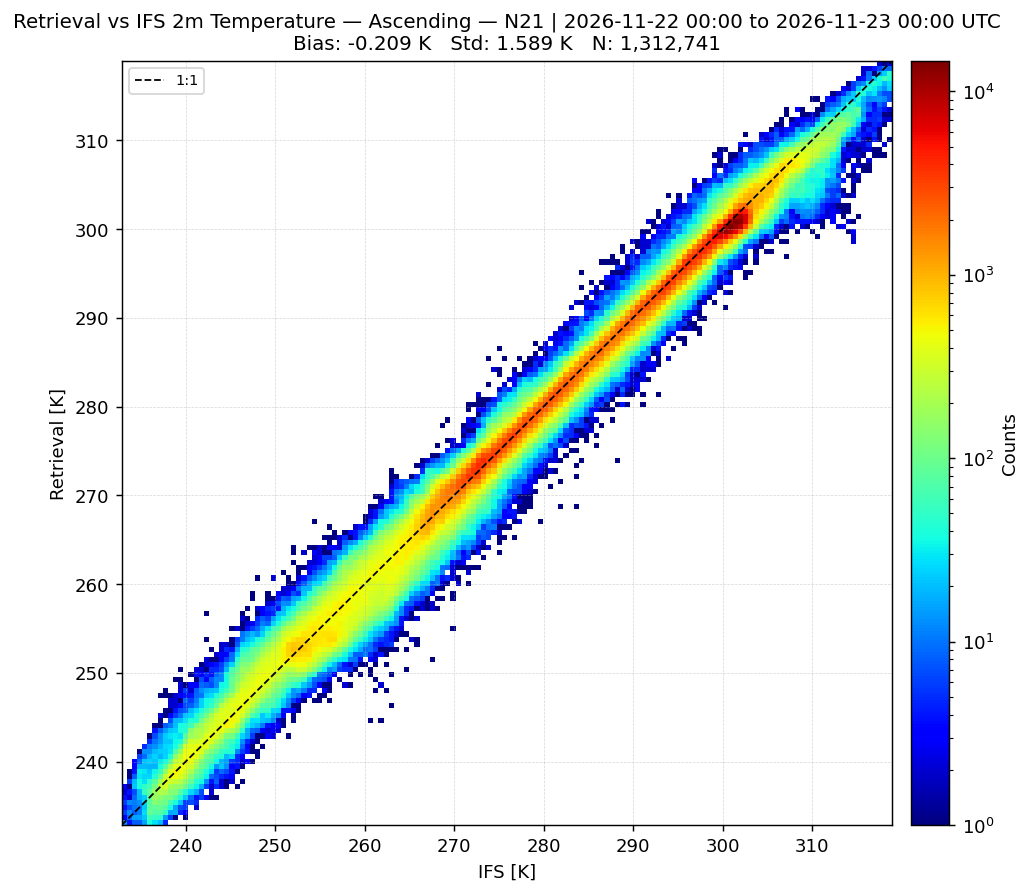 Retrieval vs IFS 2m Temperature — Ascending — N21 | 2026-11-22 00:00 to 2026-11-23 00:00 UTC
Bias: -0.209 K   Std: 1.589 K   N: 1,312,741
1:1
310
300
290
280
270
260
250
240
Retrieval [K]
240 250 260 270 280 290 300 310
IFS [K]
10⁴
10³
10²
10¹
10⁰
Counts